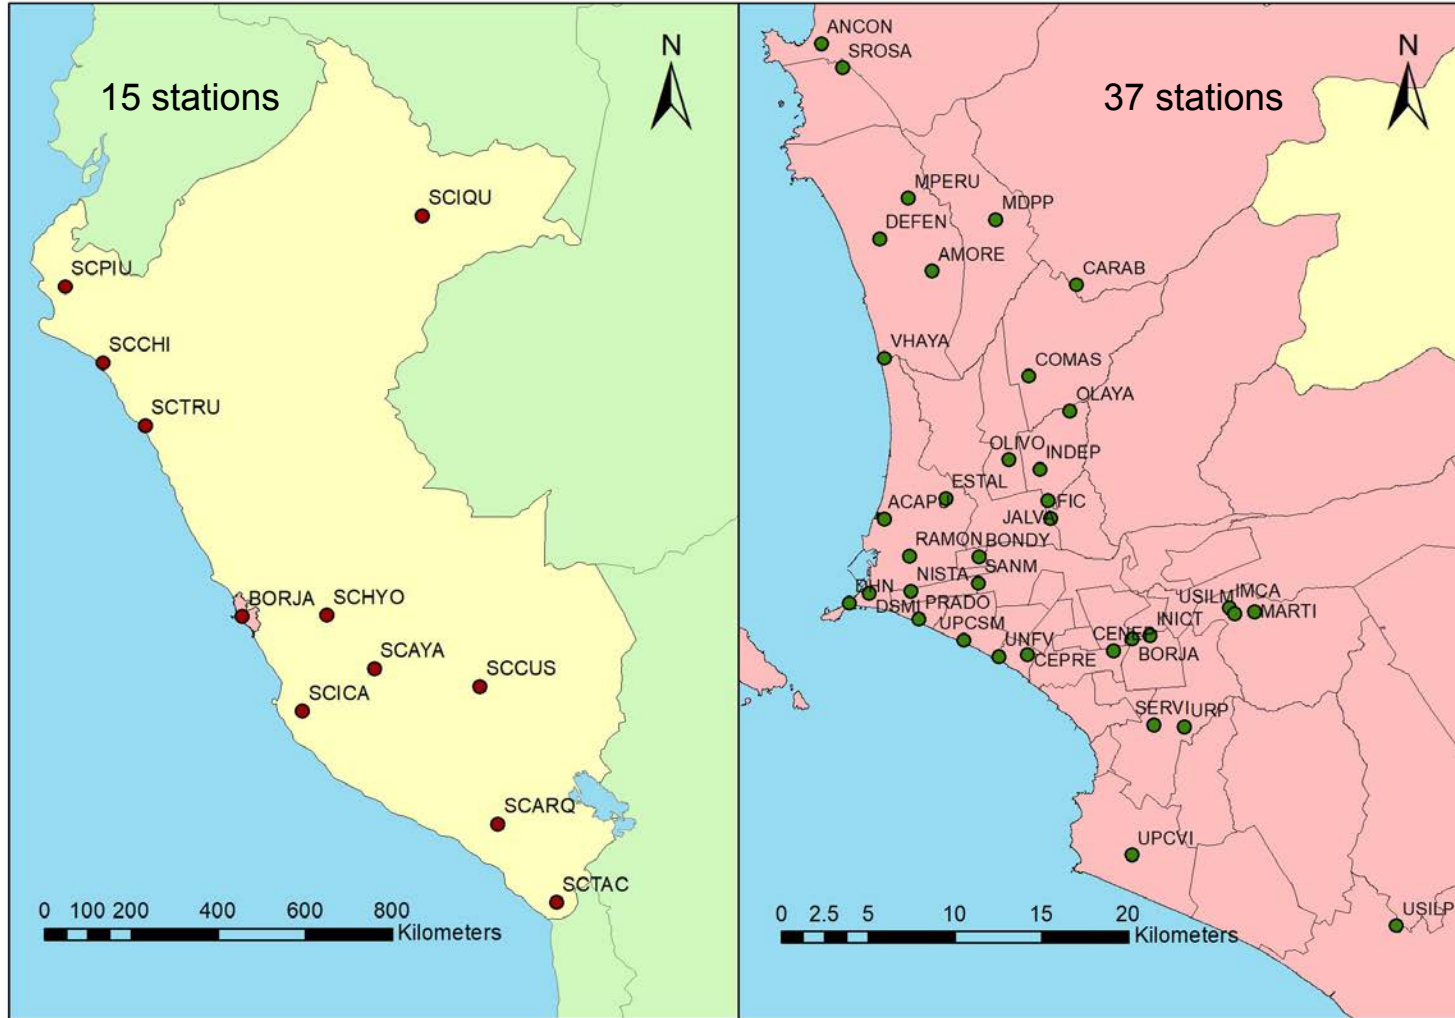 15 stations
N
SCIQU
SCPIU
SCCHI
SCTRU
BORJA
SCHYO
SCAYA
SCCUS
SCICA
SCARQ
SCTAC
0 100 200 400 600 800
Kilometers
37 stations
N
ANCON
SROSA
MPERU
MDPP
DEFEN
AMORE
CARAB
VHAYA
COMAS
OLAYA
OLIVO
INDEP
ESTAL
ACAPU
FIC
JALVA
RAMON
BONDY
SANM
NISTA
DHN
DSMI
PRADO
UPCSM
UNFV
CEPRE
CENEP
INICT
BORJA
USILM
IMCA
MARTI
SERVI
URP
UPCVI
USILP
0 2.5 5 10 15 20
Kilometers